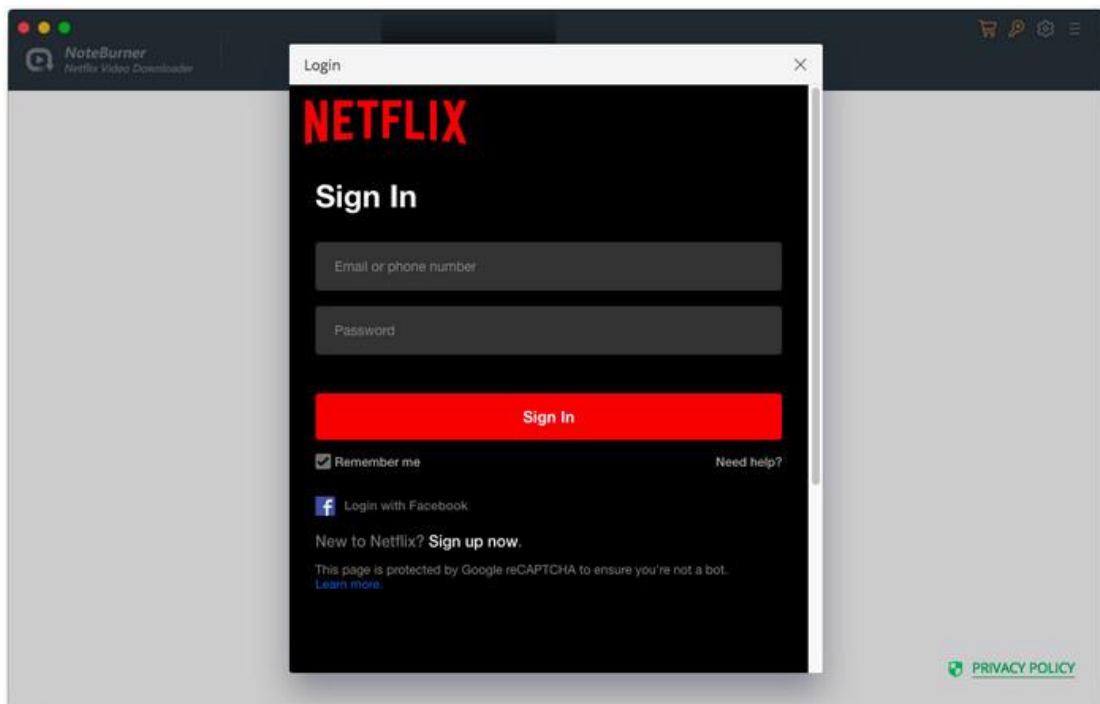 NoteBurner
Netflix Video Downloader
Login
NETFLIX
Sign In
Email or phone number
Password
Sign In
Remember me
Need help?
Login with Facebook
New to Netflix? Sign up now.
This page is protected by Google reCAPTCHA to ensure you're not a bot.
Learn more.
PRIVACY POLICY